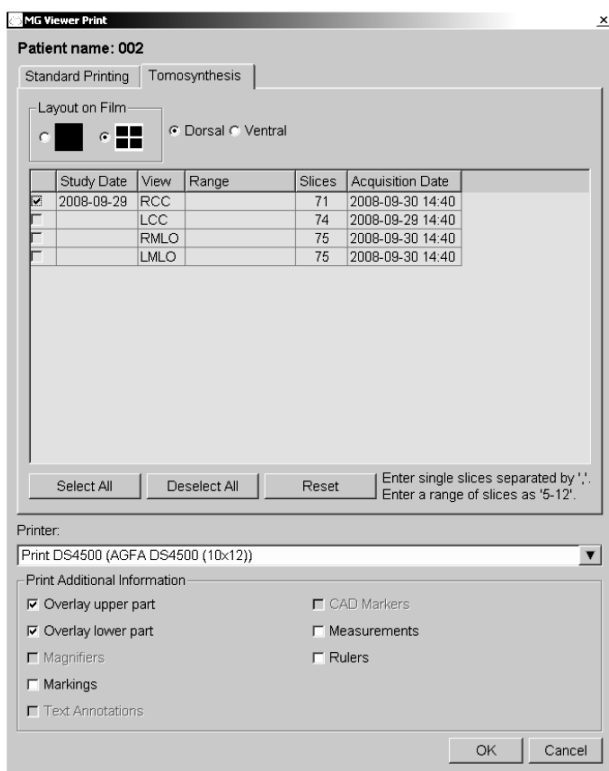 MG Viewer Print
Patient name: 002
Standard Printing Tomosynthesis
Layout on Film
Dorsal Ventral
Study Date View Range Slices Acquisition Date
2008-09-29 RCC 71 2008-09-30 14:40
LCC 74 2008-09-29 14:40
RMLO 75 2008-09-30 14:40
LMLO 75 2008-09-30 14:40
Select All Deselect All Reset Enter single slices separated by ','.
Enter a range of slices as '5-12'.
Printer:
Print DS4500 (AGFA DS4500 (10x12))
Print Additional Information
Overlay upper part CAD Markers
Overlay lower part Measurements
Magnifiers Rulers
Markings
Text Annotations
OK Cancel